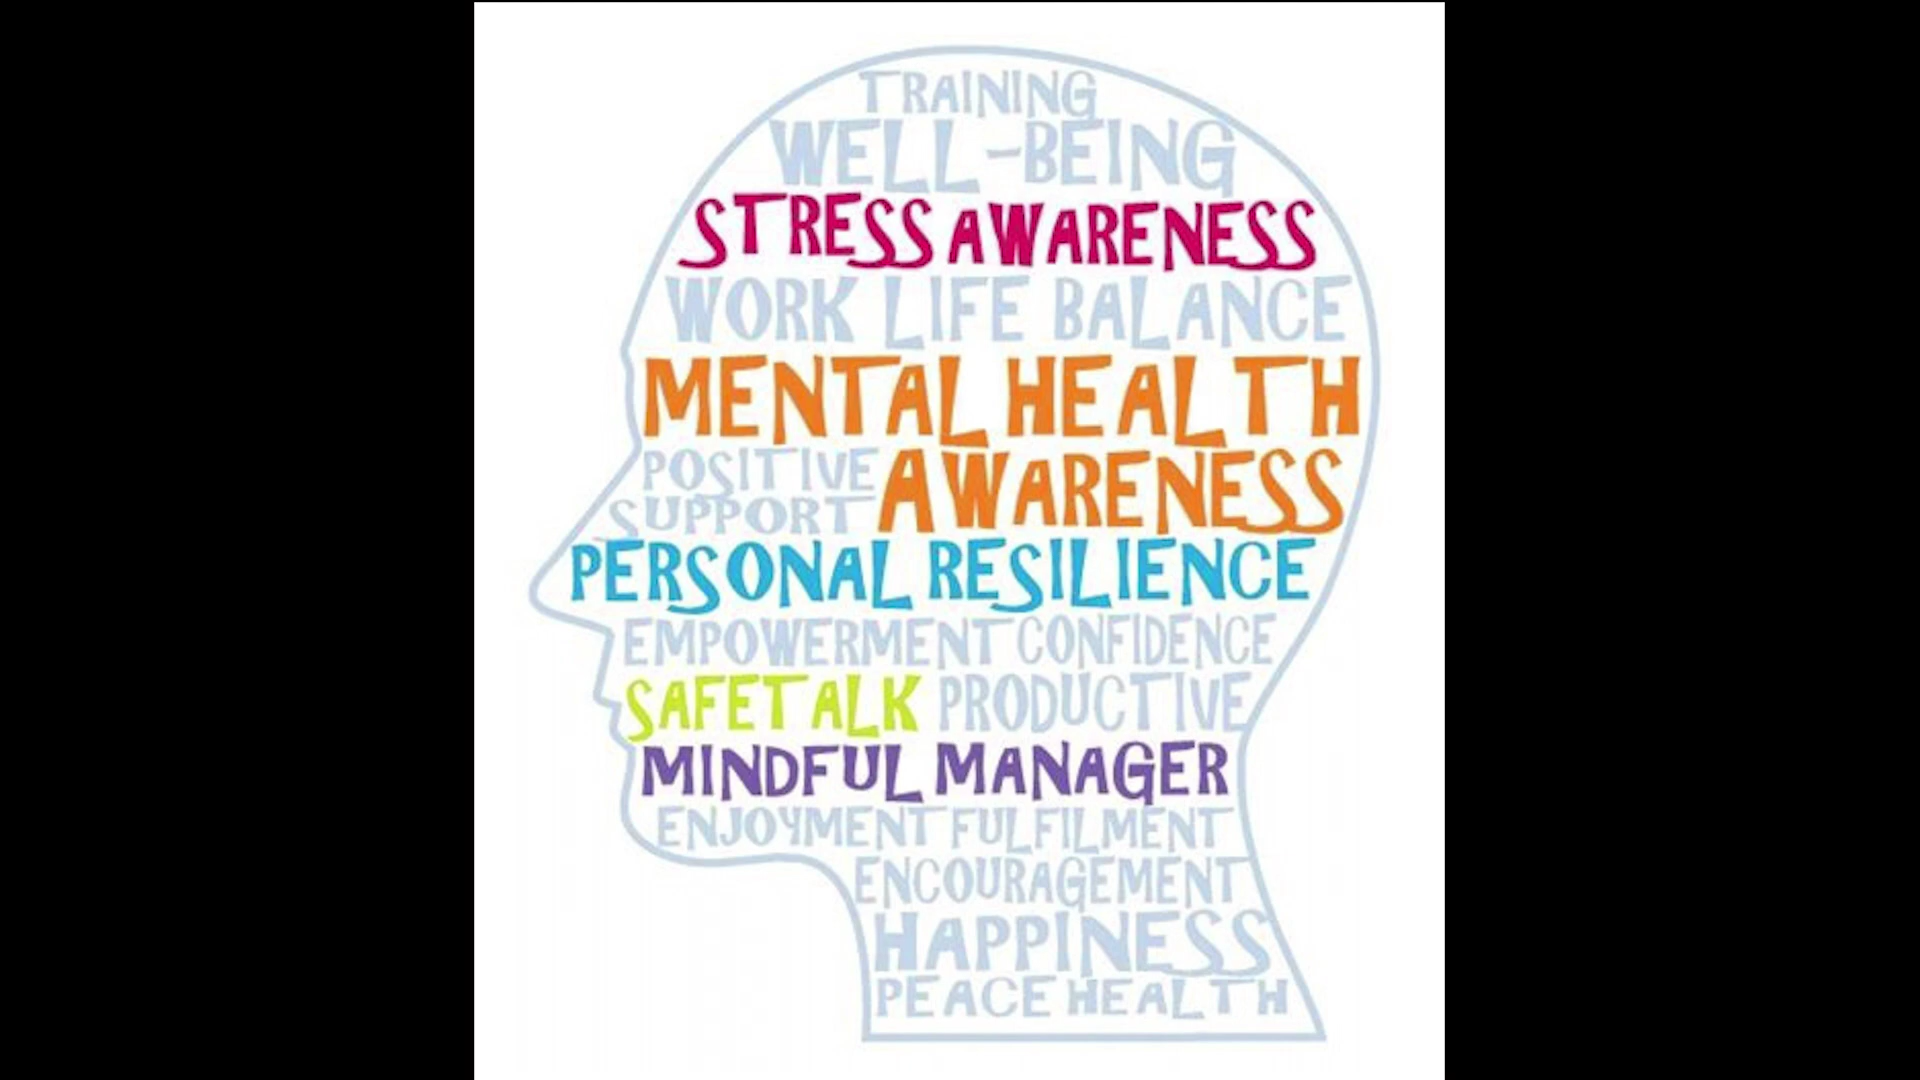 TRAINING
WELL-BEING
STRESS AWARENESS
WORK LIFE BALANCE
MENTAL HEALTH
POSITIVE AWARENESS
SUPPORT
PERSONAL RESILIENCE
EMPOWERMENT CONFIDENCE
SAFETALK PRODUCTIVE
MINDFUL MANAGER
ENJOYMENT FULFILMENT
ENCOURAGEMENT
HAPPINESS
PEACE HEALTH